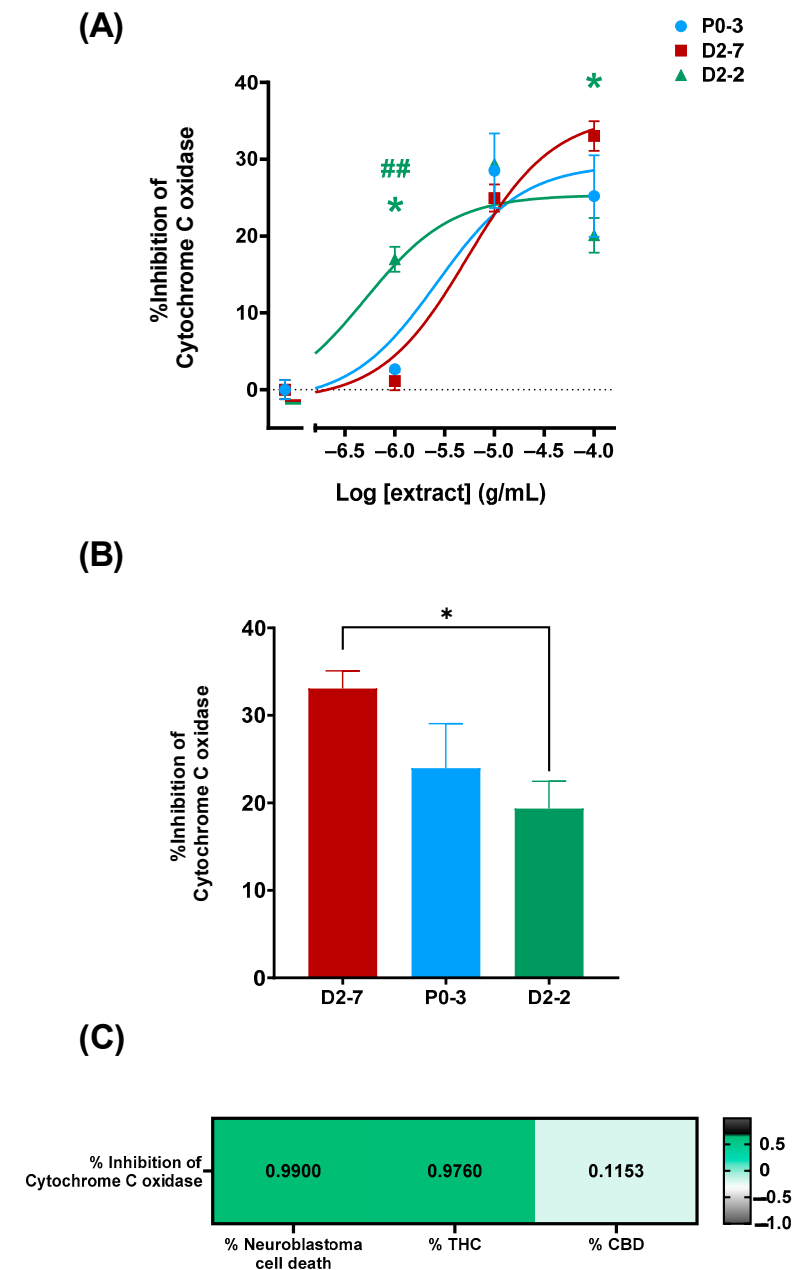 (A)
P0-3
D2-7
D2-2
%Inhibition of
Cytochrome C oxidase
40
30
20
10
0
*
##
*
–6.5 –6.0 –5.5 –5.0 –4.5 –4.0
Log [extract] (g/mL)
(B)
%Inhibition of
Cytochrome C oxidase
40
30
20
10
0
*
D2-7 P0-3 D2-2
(C)
% Inhibition of
Cytochrome C oxidase
0.9900 0.9760 0.1153
% Neuroblastoma
cell death
% THC
% CBD
0.5
0
–0.5
–1.0